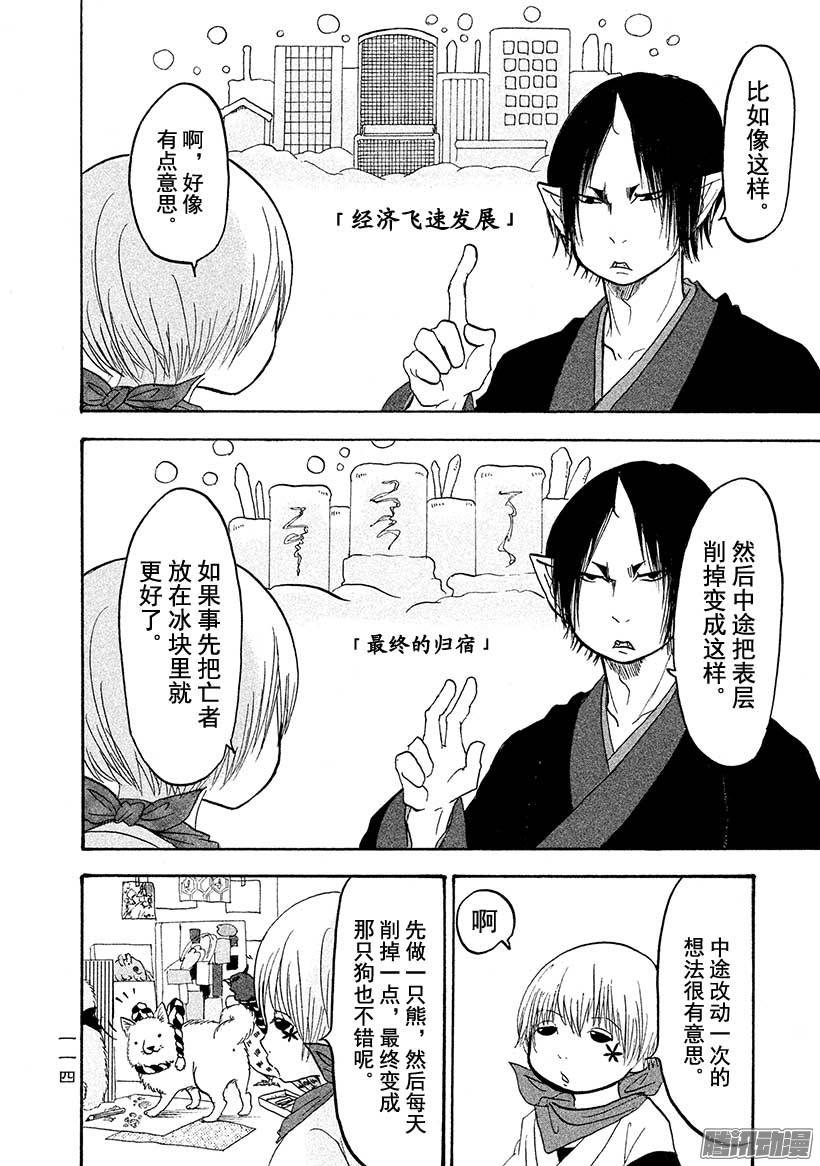 比如像这样。
「经济飞速发展」
啊，好像
有点意思。
然后中途把表层
削掉变成这样。
「最终的归宿」
如果事先把亡者
放在冰块里就
更好了。
中途改动一次的
想法很有意思。
啊
先做一只熊，然后每天
削掉一点，最终变成
那只狗也不错呢。
一一四
腾讯动漫